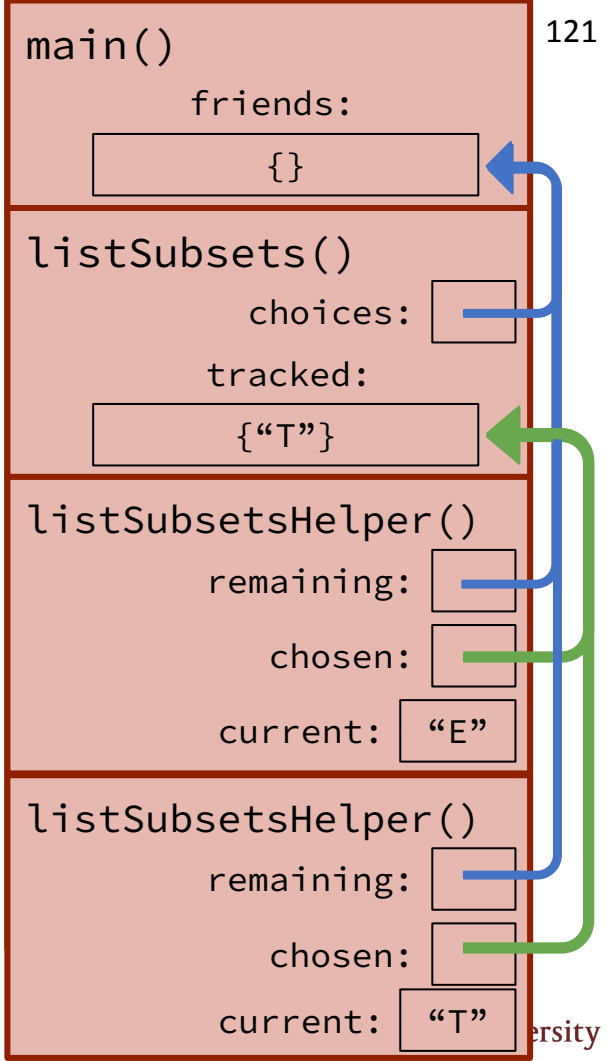 main()
121
friends:
{}
listSubsets()
choices:
tracked:
{“T”}
listSubsetsHelper()
remaining:
chosen:
current: “E”
listSubsetsHelper()
remaining:
chosen:
current: “T”
ersity